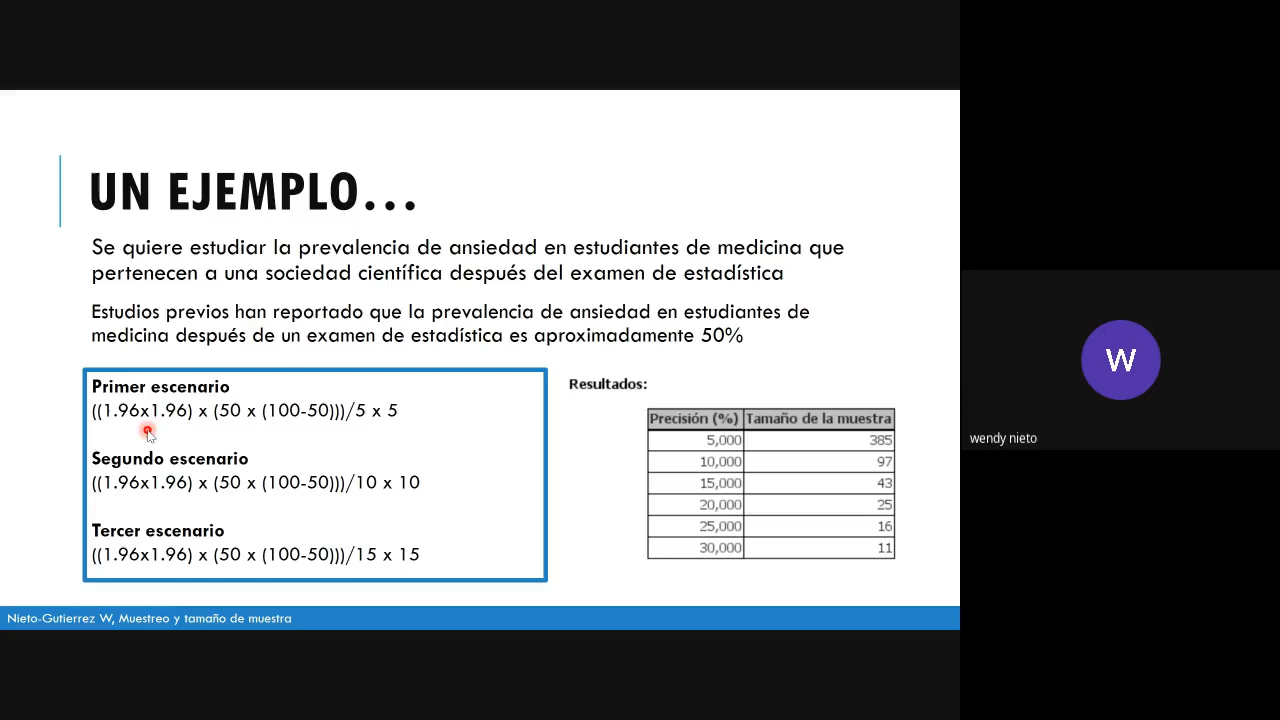 UN EJEMPLO...
Se quiere estudiar la prevalencia de ansiedad en estudiantes de medicina que
pertenecen a una sociedad científica después del examen de estadística
Estudios previos han reportado que la prevalencia de ansiedad en estudiantes de
medicina después de un examen de estadística es aproximadamente 50%
Primer escenario
((1.96x1.96) x (50 x (100-50)))/5 x 5
Segundo escenario
((1.96x1.96) x (50 x (100-50)))/10 x 10
Tercer escenario
((1.96x1.96) x (50 x (100-50)))/15 x 15
Resultados:
Precisión (%) Tamaño de la muestra
5,000 385
10,000 97
15,000 43
20,000 25
25,000 16
30,000 11
Nieto-Gutierrez W, Muestreo y tamaño de muestra
W
wendy nieto